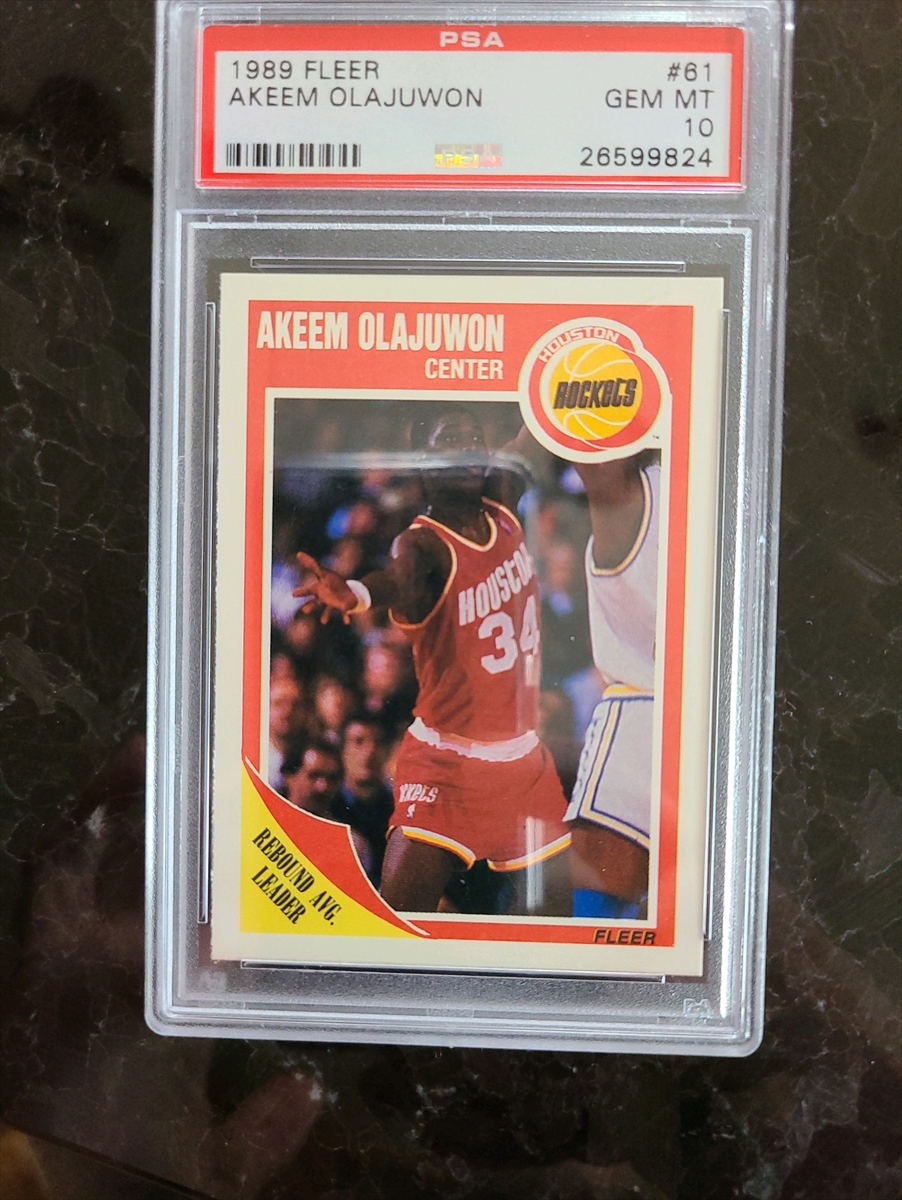 PSA
1989 FLEER #61
AKEEM OLAJUWON GEM MT
10
26599824
AKEEM OLAJUWON
CENTER
HOUSTON
ROCKETS
HOUSTON
34
REBOUND AVG.
LEADER
FLEER